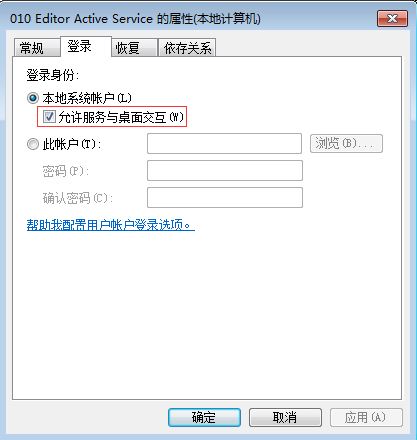 010 Editor Active Service 的属性(本地计算机)
常规 登录 恢复 依存关系
登录身份:
本地系统帐户(L)
允许服务与桌面交互(W)
此帐户(T): 浏览(B)...
密码(P):
确认密码(C):
帮助我配置用户帐户登录选项。
确定 取消 应用(A)